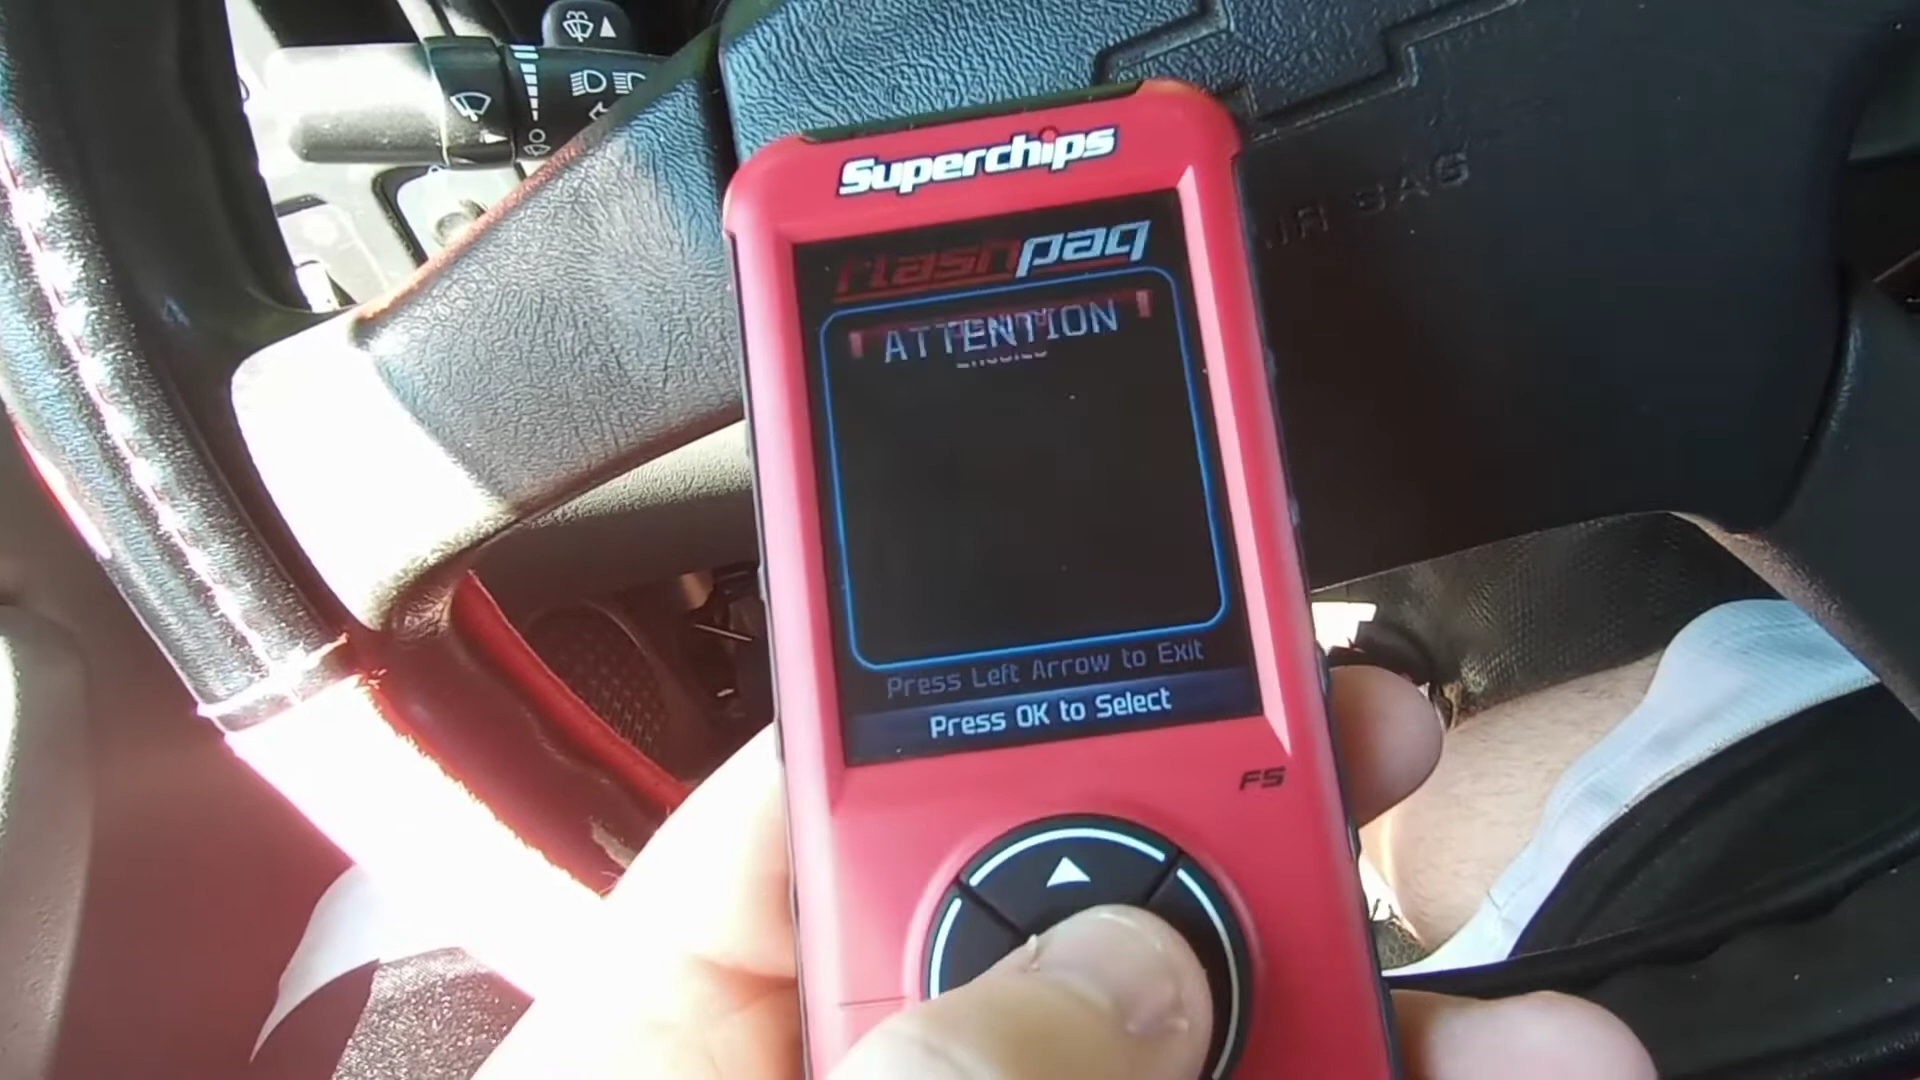 Superchips
flashpaq
ATTENTION
Press Left Arrow to Exit
Press OK to Select
F5
AIR BAG